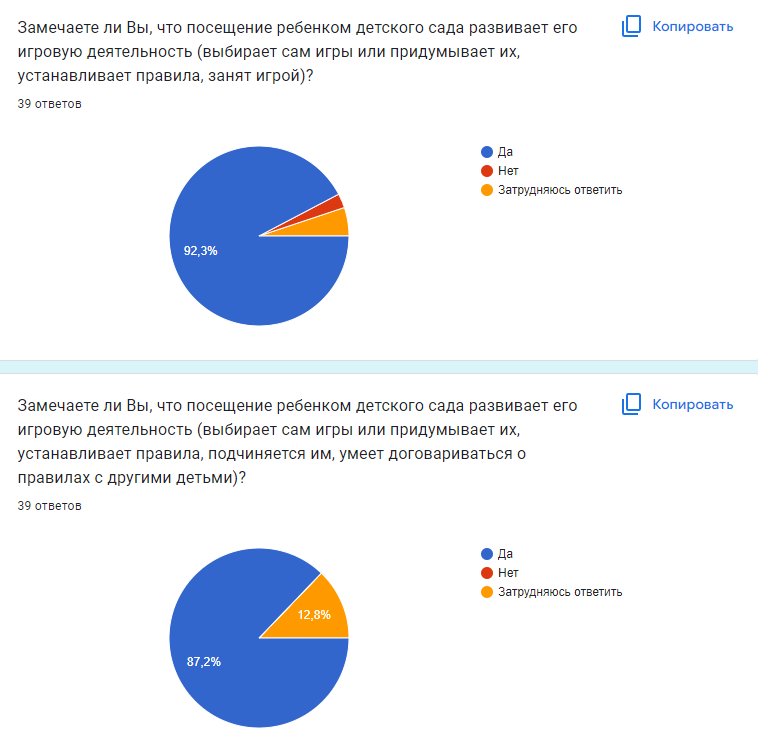 Замечаете ли Вы, что посещение ребенком детского сада развивает его
игровую деятельность (выбирает сам игры или придумывает их,
устанавливает правила, занят игрой)?
Копировать
39 ответов
Да
Нет
Затрудняюсь ответить
92,3%
Замечаете ли Вы, что посещение ребенком детского сада развивает его
игровую деятельность (выбирает сам игры или придумывает их,
устанавливает правила, подчиняется им, умеет договариваться о
правилах с другими детьми)?
Копировать
39 ответов
Да
Нет
Затрудняюсь ответить
12,8%
87,2%